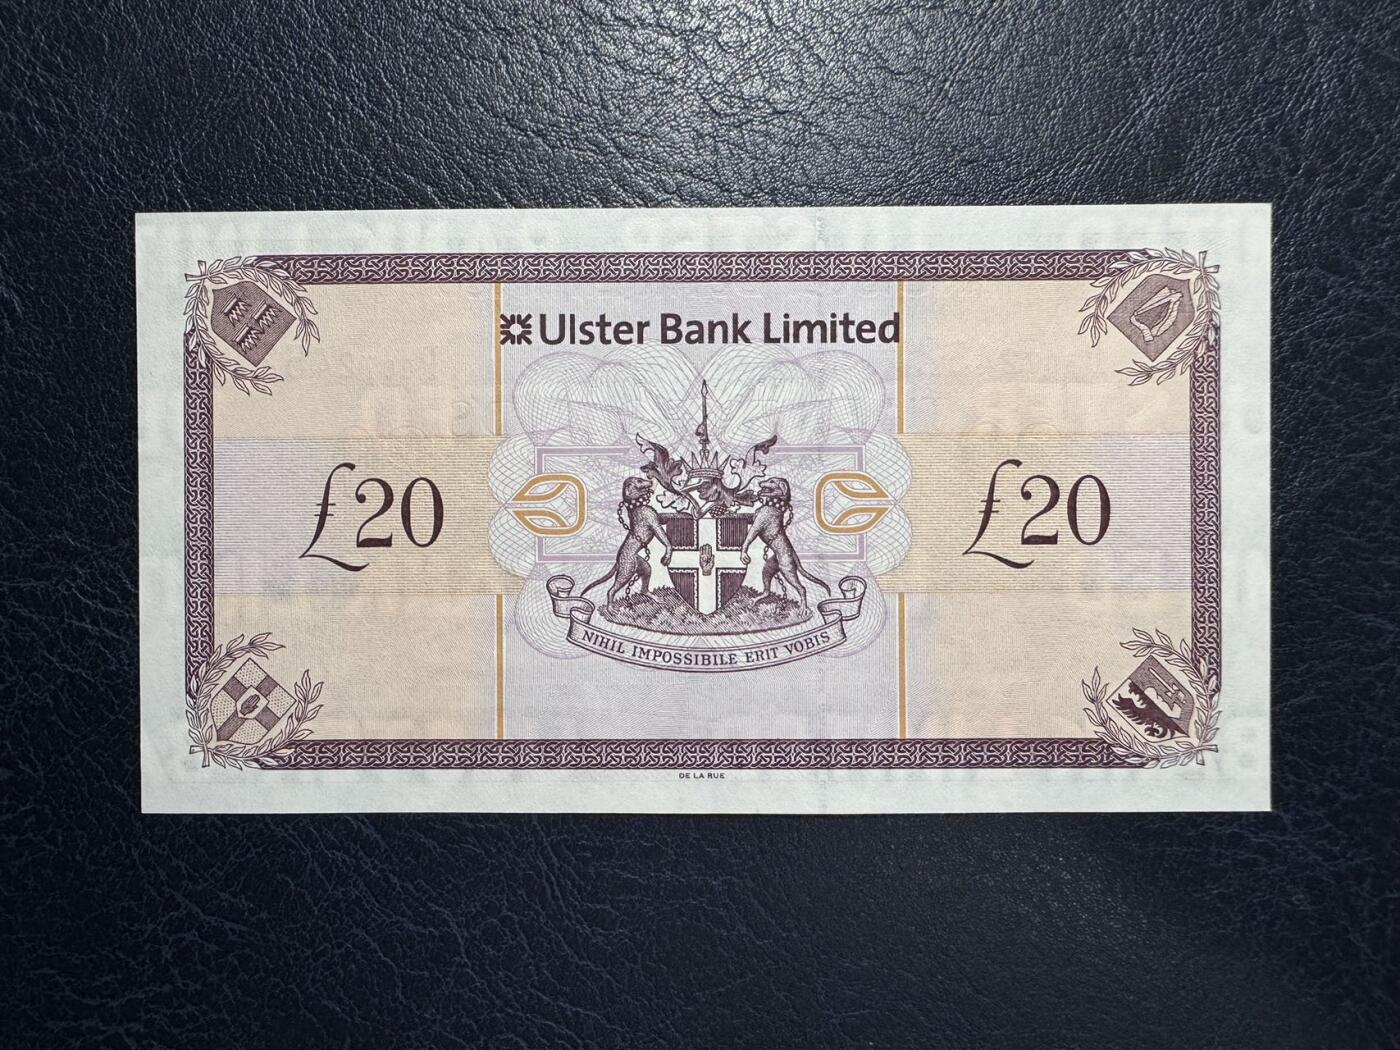 Ulster Bank Limited
£20
£20
NIHIL IMPOSSIBILE ERIT VOBIS
DE LA RUE